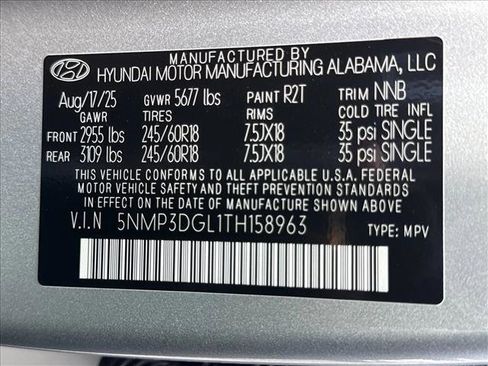 MANUFACTURED BY
HYUNDAI MOTOR MANUFACTURING ALABAMA, LLC
Aug/17/25 GVWR 5677 lbs PAINT R2T TRIM NNB
GAWR TIRES RIMS COLD TIRE INFL
FRONT 2955 lbs 245/60R18 7.5JX18 35 psi SINGLE
REAR 3109 lbs 245/60R18 7.5JX18 35 psi SINGLE
THIS VEHICLE CONFORMS TO ALL APPLICABLE U.S.A. FEDERAL
MOTOR VEHICLE SAFETY AND THEFT PREVENTION STANDARDS
IN EFFECT ON THE DATE OF MANUFACTURE SHOWN ABOVE
V.I.N 5NMP3DGL1TH158963 TYPE: MPV